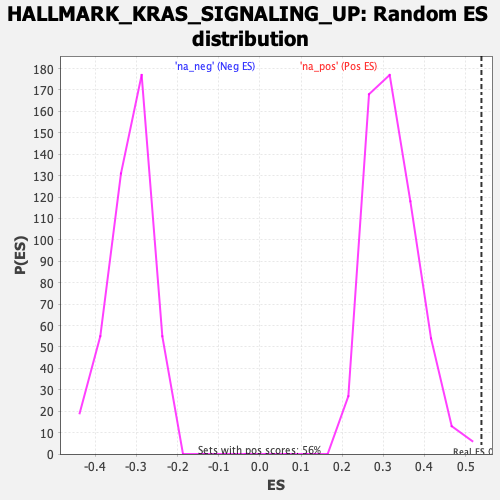 HALLMARK_KRAS_SIGNALING_UP: Random ES
distribution
'na_neg' (Neg ES) 'na_pos' (Pos ES)
180
170
160
150
140
130
120
110
100
90
80
70
60
50
40
30
20
10
0
P(ES)
Sets with pos scores: 56%
Real ES 0
-0.4 -0.3 -0.2 -0.1 0.0 0.1 0.2 0.3 0.4 0.5
ES